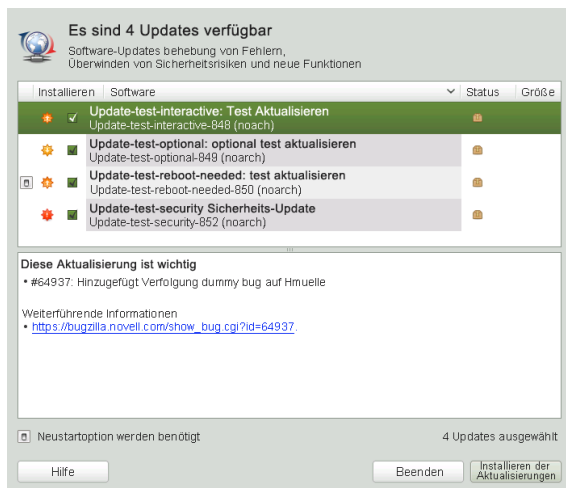 Es sind 4 Updates verfügbar
Software-Updates behebung von Fehlern,
Überwinden von Sicherheitsrisiken und neue Funktionen
Installieren Software Status Größe
Update-test-interactive: Test Aktualisieren
Update-test-interactive-848 (noach)
Update-test-optional: optional test aktualisieren
Update-test-optional-849 (noarch)
Update-test-reboot-needed: test aktualisieren
Update-test-reboot-needed-850 (noarch)
Update-test-security Sicherheits-Update
Update-test-security-852 (noarch)
Diese Aktualisierung ist wichtig
• #64937: Hinzugefügt Verfolgung dummy bug auf Hmuelle
Weiterführende Informationen
• https://bugzilla.novell.com/show_bug.cgi?id=64937.
Neustartoption werden benötigt 4 Updates ausgewählt
Hilfe Beenden Installieren der
Aktualisierungen